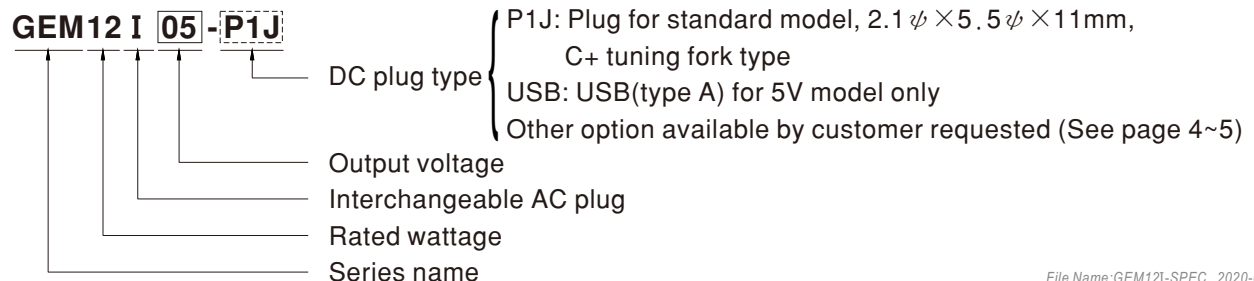 GEM12 I 05 - P1J
P1J: Plug for standard model, 2.1ψ×5.5ψ×11mm,
C+ tuning fork type
DC plug type
USB: USB(type A) for 5V model only
Other option available by customer requested (See page 4~5)
Output voltage
Interchangeable AC plug
Rated wattage
Series name
File Name:GEM12I-SPEC 2020-